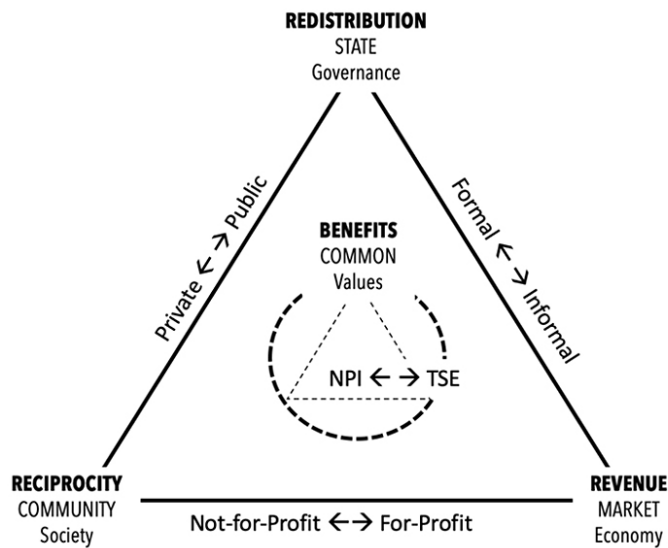 REDISTRIBUTION
STATE
Governance
Private ← → Public
Formal ← → Informal
BENEFITS
COMMON
Values
NPI ← → TSE
RECIPROCITY
COMMUNITY
Society
REVENUE
MARKET
Economy
Not-for-Profit ← → For-Profit